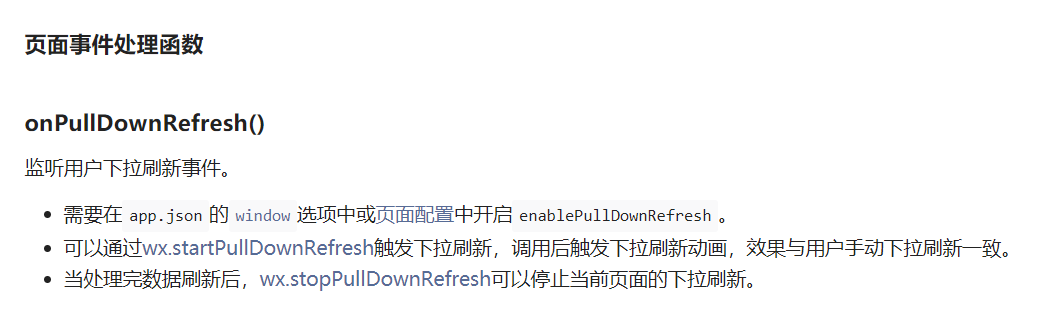 页面事件处理函数
onPullDownRefresh()
监听用户下拉刷新事件。
需要在 app.json 的 window 选项中或页面配置中开启 enablePullDownRefresh 。
可以通过wx.startPullDownRefresh触发下拉刷新，调用后触发下拉刷新动画，效果与用户手动下拉刷新一致。
当处理完数据刷新后，wx.stopPullDownRefresh可以停止当前页面的下拉刷新。